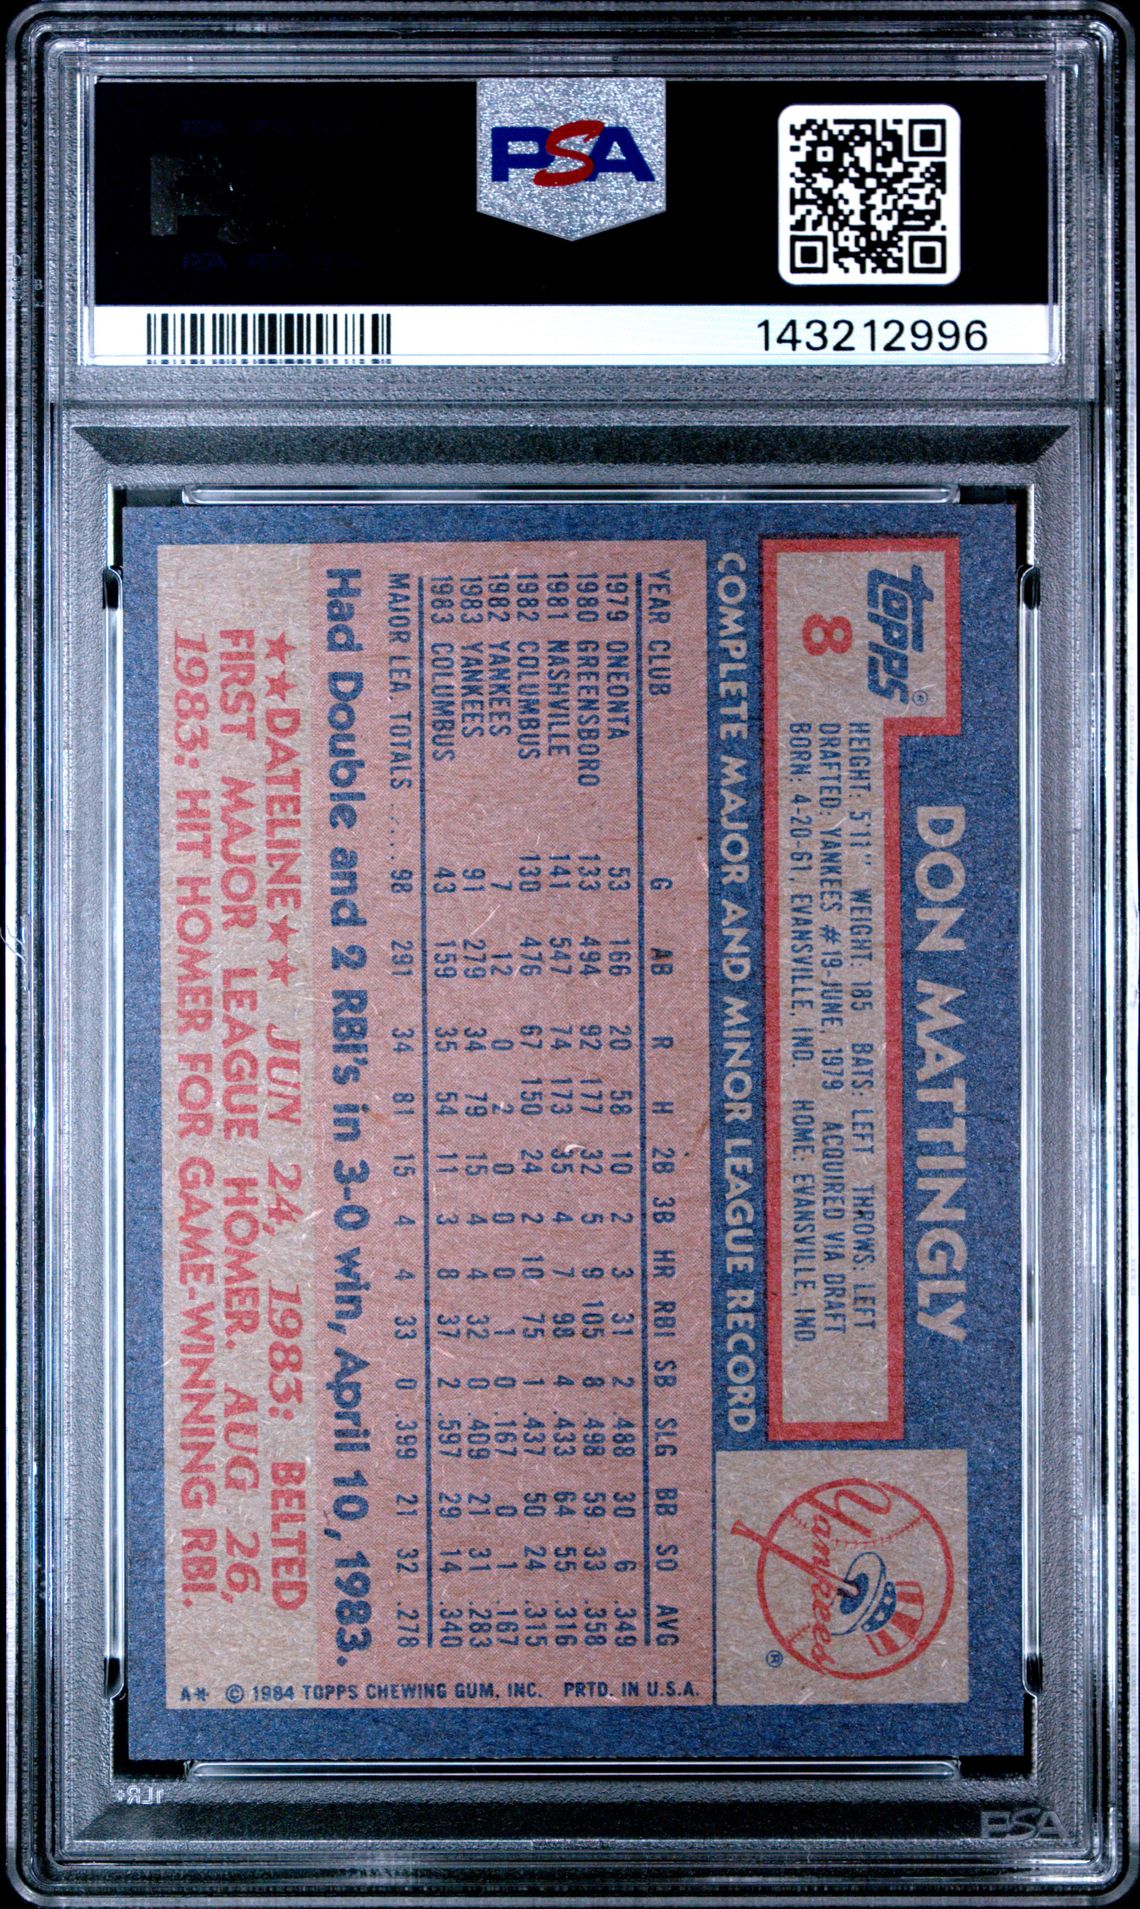 PSA
143212996
Topps®
8
DON MATTINGLY
HEIGHT: 5'11" WEIGHT: 185 BATS: LEFT THROWS: LEFT
DRAFTED: YANKEES #19-JUNE, 1979 ACQUIRED VIA DRAFT
BORN: 4-20-61, EVANSVILLE, IND. HOME: EVANSVILLE, IND.
Yankees ®
COMPLETE MAJOR AND MINOR LEAGUE RECORD
YEAR CLUB G AB R H 2B 3B HR RBI SB SLG BB SO AVG
1979 ONEONTA 53 166 20 58 10 2 3 31 2 .488 30 6 .349
1980 GREENSBORO 133 494 92 177 32 5 9 105 8 .498 59 33 .358
1981 NASHVILLE 141 547 74 173 35 4 7 98 4 .433 64 55 .316
1982 COLUMBUS 130 476 67 150 24 2 10 75 1 .437 50 24 .315
1982 YANKEES 7 12 0 2 0 0 0 1 0 .167 0 1 .167
1983 YANKEES 91 279 34 79 15 4 4 32 0 .409 21 31 .283
1983 COLUMBUS 43 159 35 54 11 3 8 37 2 .597 29 14 .340
MAJOR LEA. TOTALS ..... 98 291 34 81 15 4 4 33 0 .399 21 32 .278
Had Double and 2 RBI's in 3-0 win, April 10, 1983.
★★DATELINE★★ JUN 24, 1983: BELTED
FIRST MAJOR LEAGUE HOMER. AUG 26,
1983: HIT HOMER FOR GAME-WINNING RBI.
A* © 1984 TOPPS CHEWING GUM, INC. PRTD. IN U.S.A.
PSA